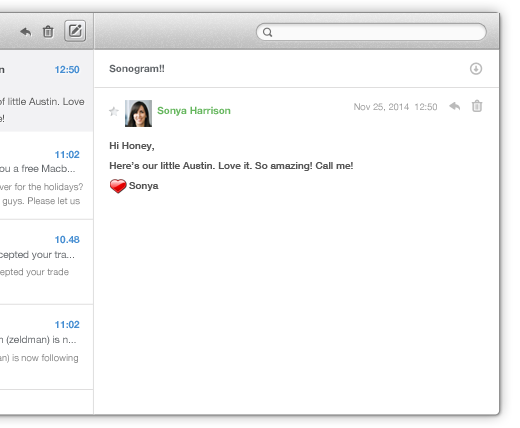 n 12:50
of little Austin. Love
e!
11:02
ou a free Macb...
ver for the holidays?
guys. Please let us
10.48
cepted your tra...
epted your trade
11:02
n (zeldman) is n...
an) is now following
Sonogram!!
Sonya Harrison
Nov 25, 2014 12:50
Hi Honey,
Here's our little Austin. Love it. So amazing! Call me!
Sonya